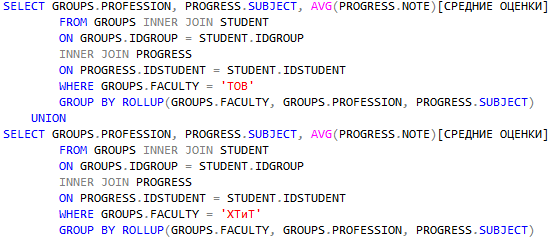 SELECT GROUPS.PROFESSION, PROGRESS.SUBJECT, AVG(PROGRESS.NOTE)[СРЕДНИЕ ОЦЕНКИ]
FROM GROUPS INNER JOIN STUDENT
ON GROUPS.IDGROUP = STUDENT.IDGROUP
INNER JOIN PROGRESS
ON PROGRESS.IDSTUDENT = STUDENT.IDSTUDENT
WHERE GROUPS.FACULTY = 'ТОВ'
GROUP BY ROLLUP(GROUPS.FACULTY, GROUPS.PROFESSION, PROGRESS.SUBJECT)
UNION
SELECT GROUPS.PROFESSION, PROGRESS.SUBJECT, AVG(PROGRESS.NOTE)[СРЕДНИЕ ОЦЕНКИ]
FROM GROUPS INNER JOIN STUDENT
ON GROUPS.IDGROUP = STUDENT.IDGROUP
INNER JOIN PROGRESS
ON PROGRESS.IDSTUDENT = STUDENT.IDSTUDENT
WHERE GROUPS.FACULTY = 'ХТиТ'
GROUP BY ROLLUP(GROUPS.FACULTY, GROUPS.PROFESSION, PROGRESS.SUBJECT)